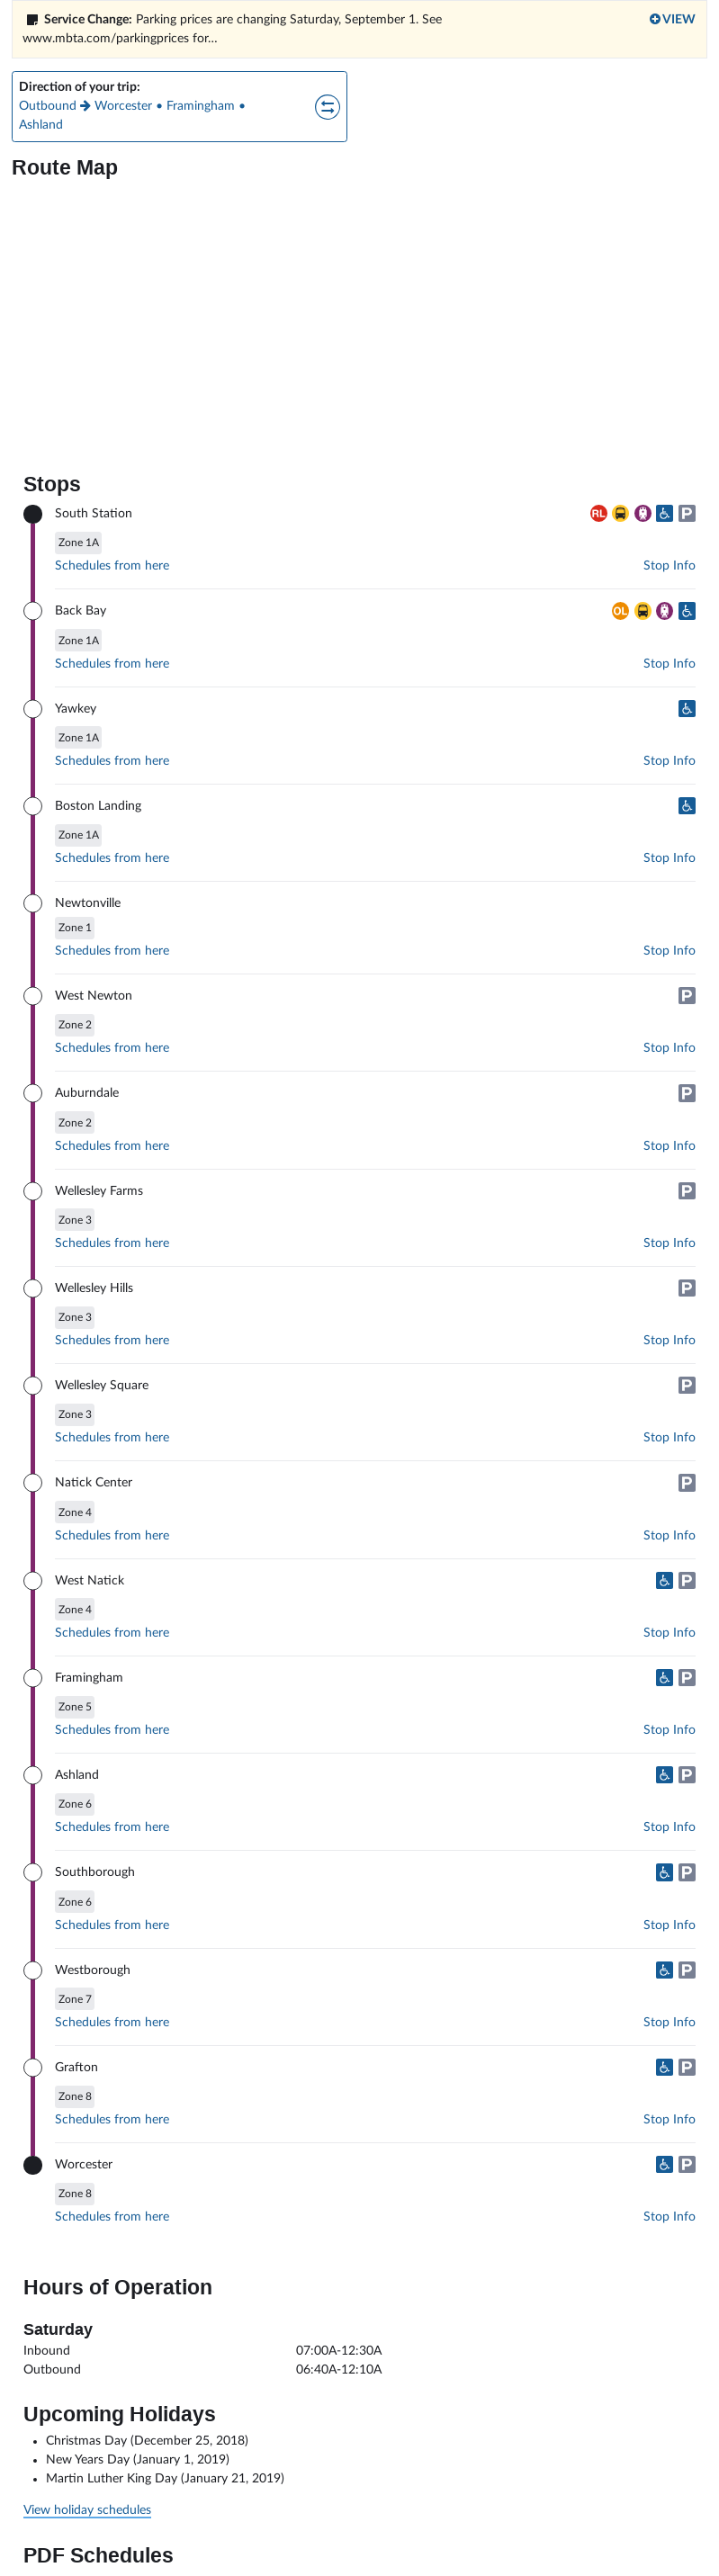 Service Change: Parking prices are changing Saturday, September 1. See
VIEW
www.mbta.com/parkingprices for...
Direction of your trip:
Outbound → Worcester • Framingham •
Ashland
Route Map
Stops
South Station
RL
P
Zone 1A
Schedules from here
Stop Info
Back Bay
OL
Zone 1A
Schedules from here
Stop Info
Yawkey
Zone 1A
Schedules from here
Stop Info
Boston Landing
Zone 1A
Schedules from here
Stop Info
Newtonville
Zone 1
Schedules from here
Stop Info
West Newton
P
Zone 2
Schedules from here
Stop Info
Auburndale
P
Zone 2
Schedules from here
Stop Info
Wellesley Farms
P
Zone 3
Schedules from here
Stop Info
Wellesley Hills
P
Zone 3
Schedules from here
Stop Info
Wellesley Square
P
Zone 3
Schedules from here
Stop Info
Natick Center
P
Zone 4
Schedules from here
Stop Info
West Natick
P
Zone 4
Schedules from here
Stop Info
Framingham
P
Zone 5
Schedules from here
Stop Info
Ashland
P
Zone 6
Schedules from here
Stop Info
Southborough
P
Zone 6
Schedules from here
Stop Info
Westborough
P
Zone 7
Schedules from here
Stop Info
Grafton
P
Zone 8
Schedules from here
Stop Info
Worcester
P
Zone 8
Schedules from here
Stop Info
Hours of Operation
Saturday
Inbound 07:00A-12:30A
Outbound 06:40A-12:10A
Upcoming Holidays
• Christmas Day (December 25, 2018)
• New Years Day (January 1, 2019)
• Martin Luther King Day (January 21, 2019)
View holiday schedules
PDF Schedules